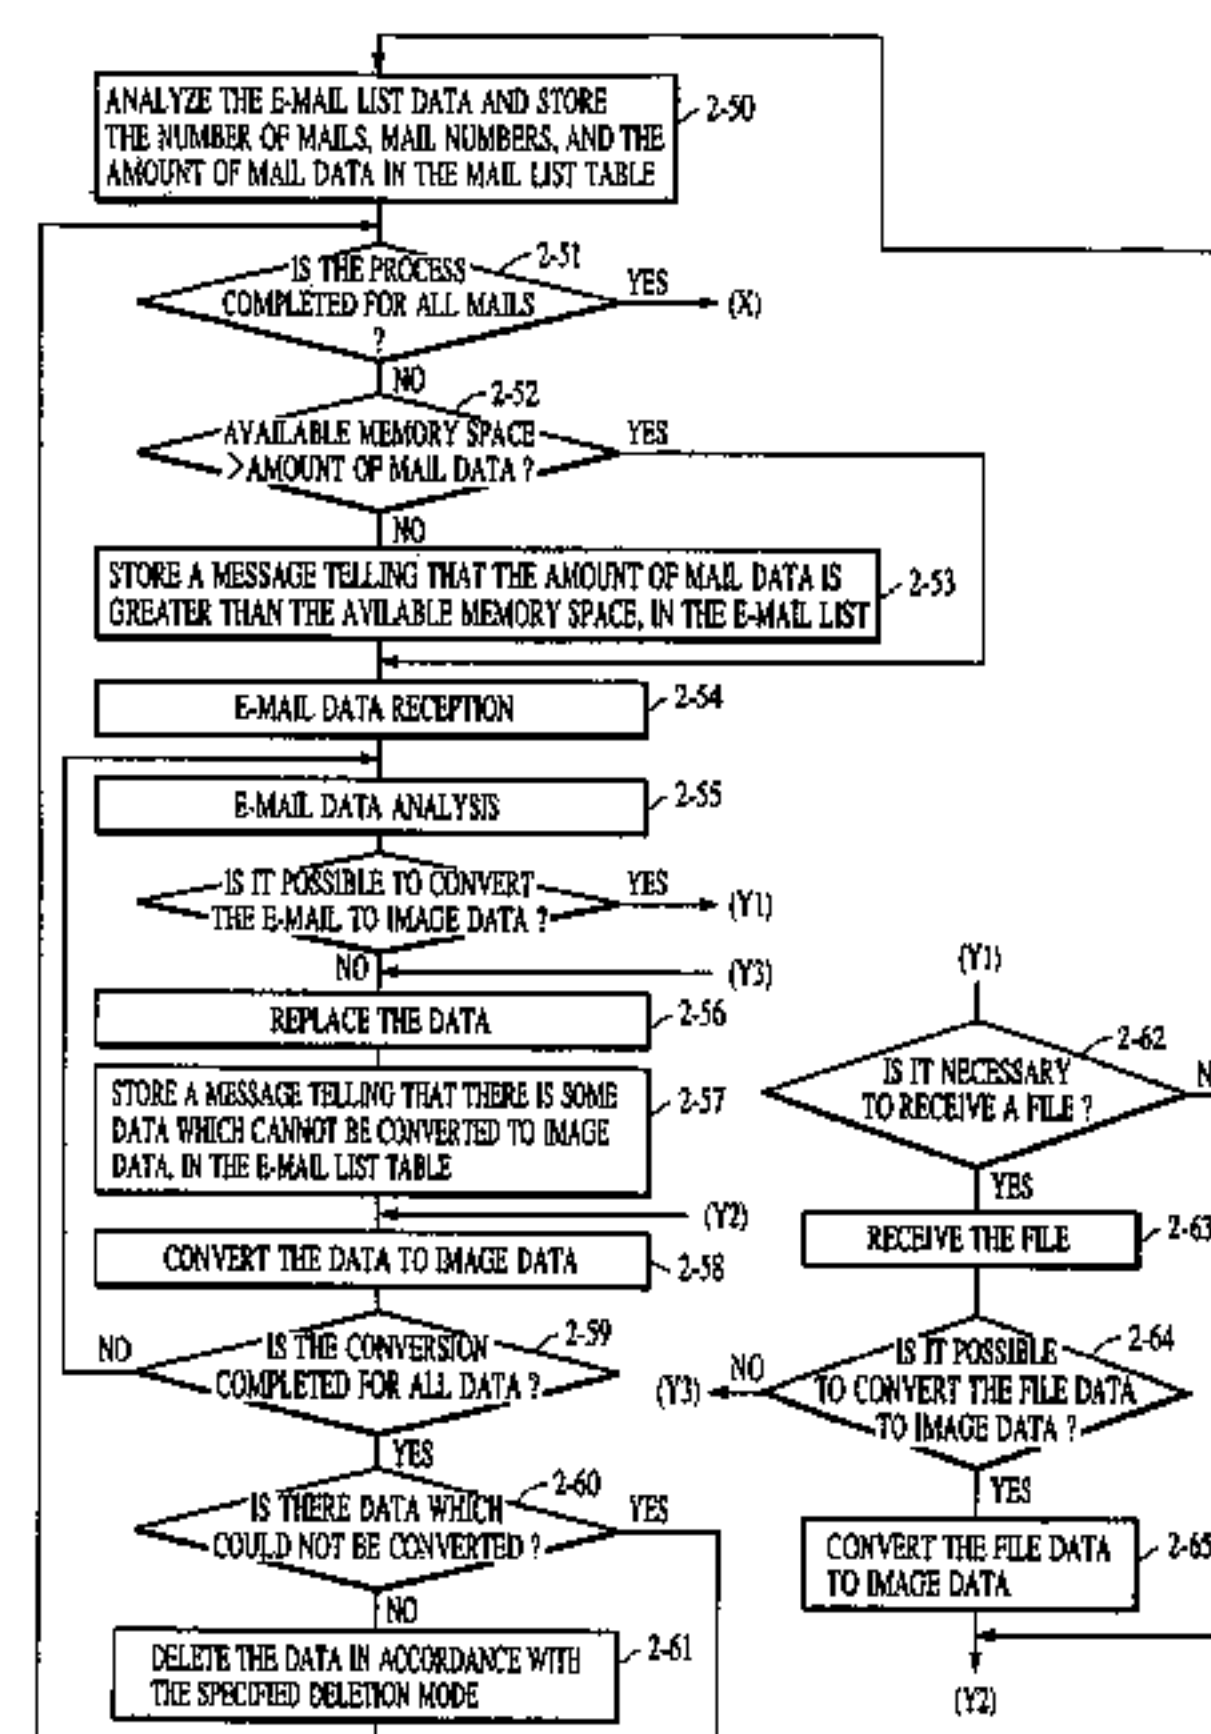 ANALYZE THE E-MAIL LIST DATA AND STORE
THE NUMBER OF MAILS, MAIL NUMBERS, AND THE
AMOUNT OF MAIL DATA IN THE MAIL LIST TABLE
2-50
IS THE PROCESS
COMPLETED FOR ALL MAILS
?
2-51
YES
(X)
NO
2-52
AVAILABLE MEMORY SPACE
>AMOUNT OF MAIL DATA ?
YES
NO
STORE A MESSAGE TELLING THAT THE AMOUNT OF MAIL DATA IS
GREATER THAN THE AVILABLE MEMORY SPACE, IN THE E-MAIL LIST
2-53
E-MAIL DATA RECEPTION
2-54
E-MAIL DATA ANALYSIS
2-55
IS IT POSSIBLE TO CONVERT
THE E-MAIL TO IMAGE DATA ?
YES
(Y1)
NO
(Y3)
REPLACE THE DATA
2-56
STORE A MESSAGE TELLING THAT THERE IS SOME
DATA WHICH CANNOT BE CONVERTED TO IMAGE
DATA, IN THE E-MAIL LIST TABLE
2-57
(Y2)
CONVERT THE DATA TO IMAGE DATA
2-58
IS THE CONVERSION
COMPLETED FOR ALL DATA ?
2-59
NO
YES
IS THERE DATA WHICH
COULD NOT BE CONVERTED ?
2-60
YES
NO
DELETE THE DATA IN ACCORDANCE WITH
THE SPECIFIED DELETION MODE
2-61
(Y1)
IS IT NECESSARY
TO RECEIVE A FILE ?
2-62
N
YES
RECEIVE THE FILE
2-63
IS IT POSSIBLE
TO CONVERT THE FILE DATA
TO IMAGE DATA ?
2-64
NO
(Y3)
YES
CONVERT THE FILE DATA
TO IMAGE DATA
2-65
(Y2)